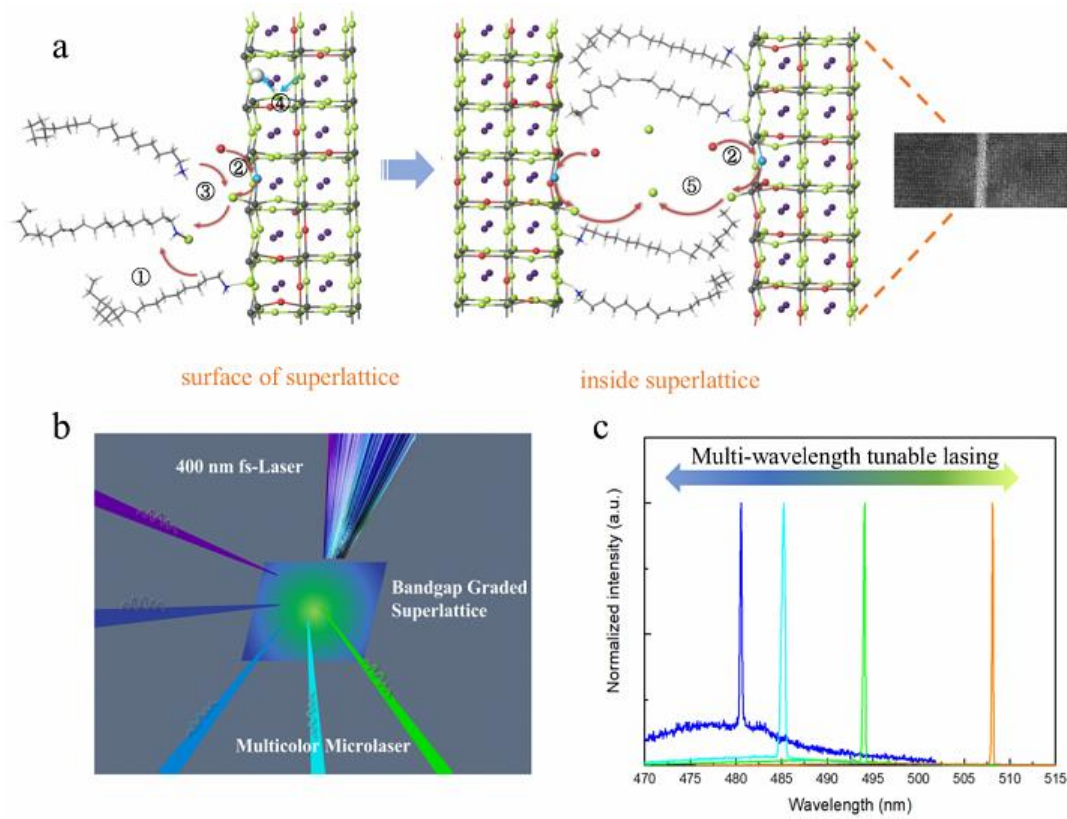 a
④
②
③
①
②
⑤
surface of superlattice
inside superlattice
b
400 nm fs-Laser
Bandgap Graded
Superlattice
Multicolor Microlaser
c
Multi-wavelength tunable lasing
Normalized intensity (a.u.)
470 475 480 485 490 495 500 505 510 515
Wavelength (nm)